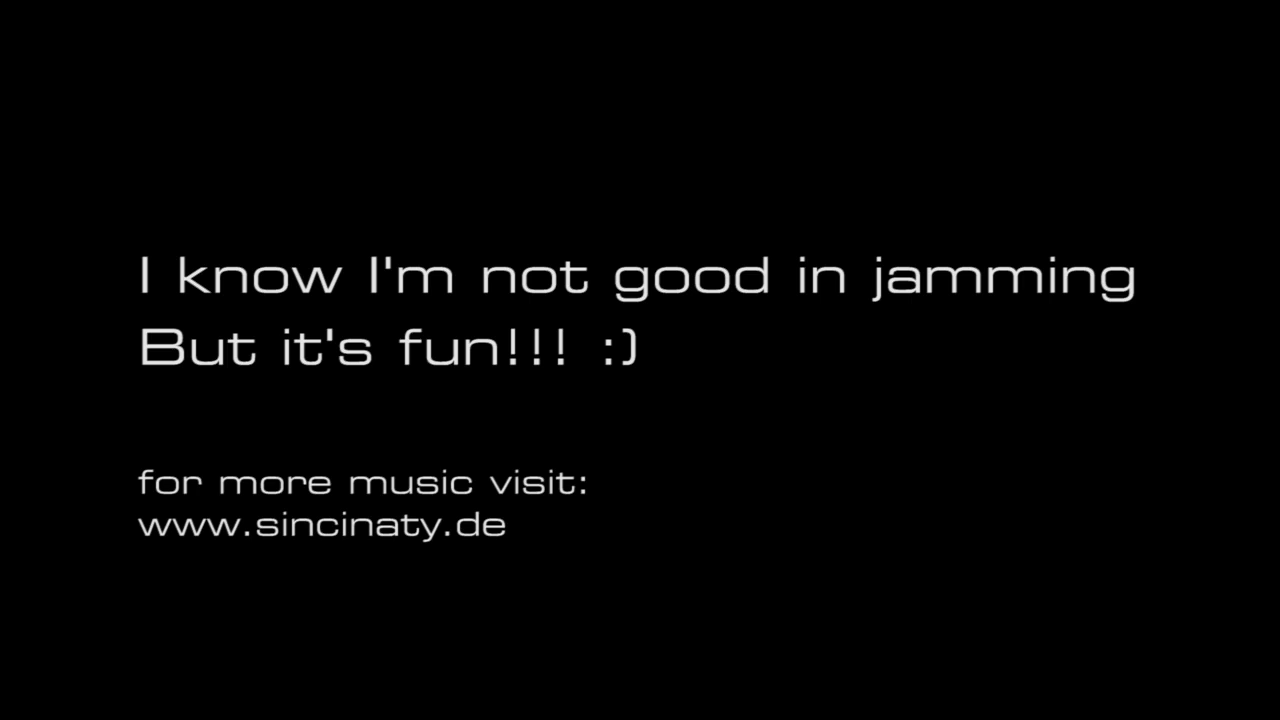 I know I'm not good in jamming
But it's fun!!! :)
for more music visit:
www.sincinaty.de